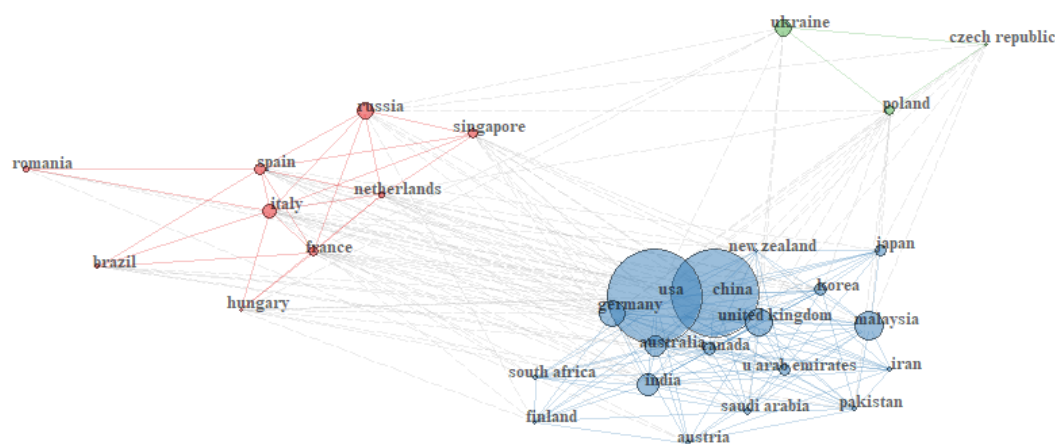 ukraine
czech republic
poland
russia
singapore
romania
spain
netherlands
italy
france
brazil
hungary
new zealand
japan
usa
china
korea
germany
united kingdom
malaysia
australia
canada
south africa
india
u arab emirates
iran
finland
saudi arabia
pakistan
austria